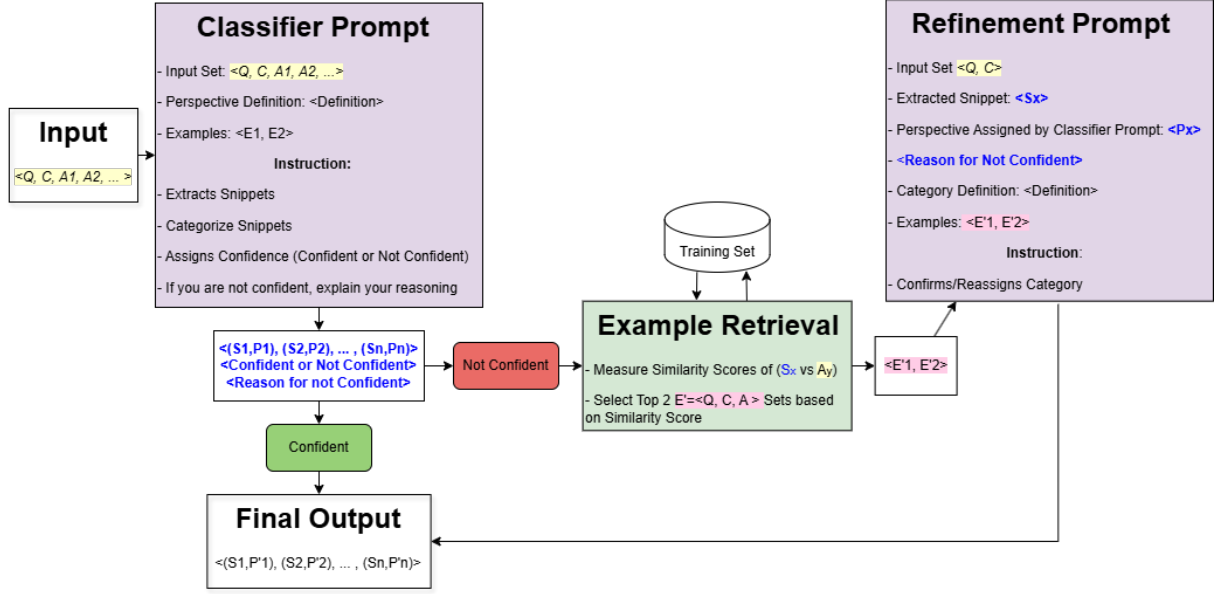 Input
<Q, C, A1, A2, ... >
Classifier Prompt
- Input Set: <Q, C, A1, A2, ...>
- Perspective Definition: <Definition>
- Examples: <E1, E2>
Instruction:
- Extracts Snippets
- Categorize Snippets
- Assigns Confidence (Confident or Not Confident)
- If you are not confident, explain your reasoning
<(S1,P1), (S2,P2), ... , (Sn,Pn)>
<Confident or Not Confident>
<Reason for not Confident>
Not Confident
Confident
Final Output
<(S1,P'1), (S2,P'2), ... , (Sn,P'n)>
Training Set
Example Retrieval
- Measure Similarity Scores of (Sx vs Ay)
- Select Top 2 E'=<Q, C, A > Sets based
on Similarity Score
<E'1, E'2>
Refinement Prompt
- Input Set <Q, C>
- Extracted Snippet: <Sx>
- Perspective Assigned by Classifier Prompt: <Px>
- <Reason for Not Confident>
- Category Definition: <Definition>
- Examples: <E'1, E'2>
Instruction:
- Confirms/Reassigns Category